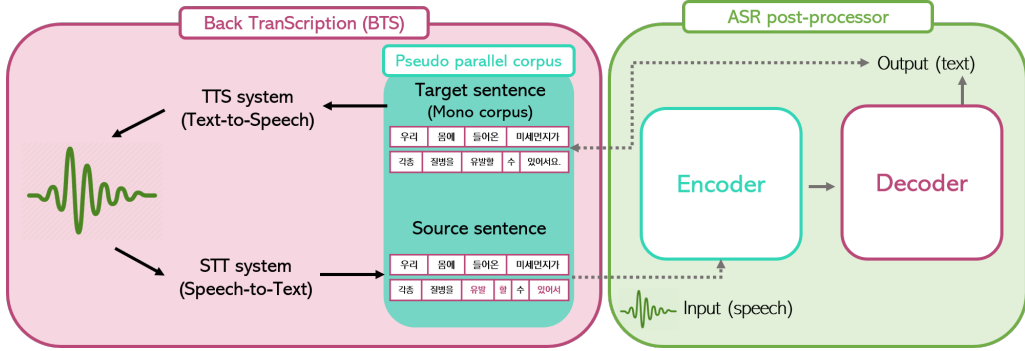 Back TranScription (BTS)
Pseudo parallel corpus
Target sentence
(Mono corpus)
우리 몸에 들어온 미세먼지가
각종 질병을 유발할 수 있어서요.
TTS system
(Text-to-Speech)
Source sentence
우리 몸에 들어온 미세먼지가
각종 질병을 유발 할 수 있어서
STT system
(Speech-to-Text)
ASR post-processor
Output (text)
Encoder
Decoder
Input (speech)